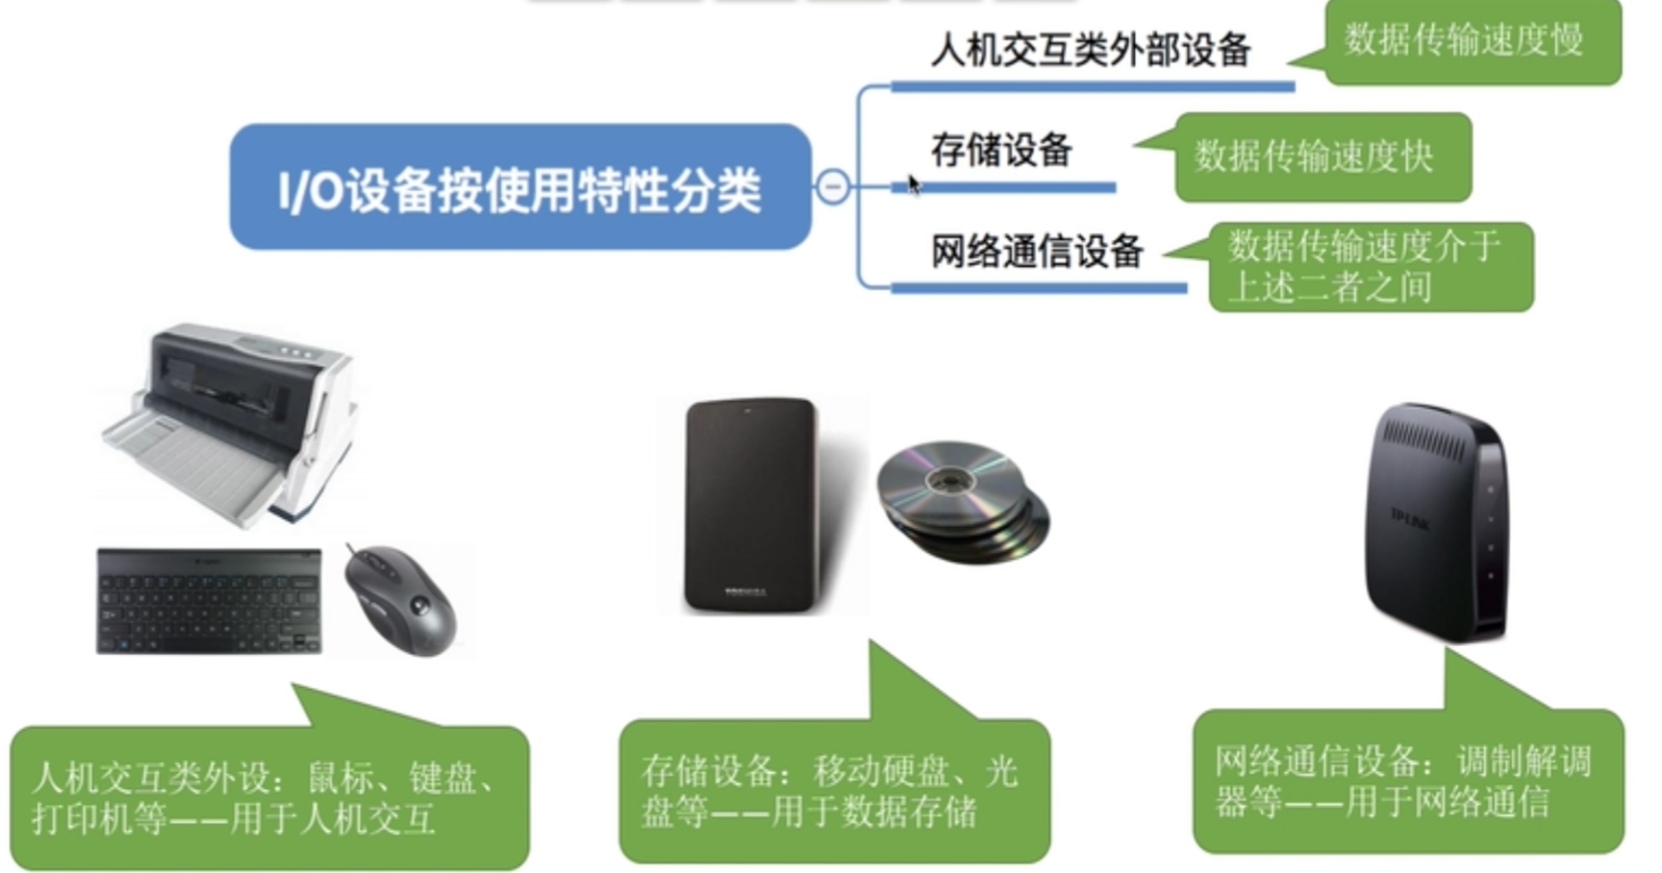 人机交互类外部设备
数据传输速度慢
I/O设备按使用特性分类
存储设备
数据传输速度快
网络通信设备
数据传输速度介于
上述二者之间
TP-LINK
人机交互类外设：鼠标、键盘、
打印机等——用于人机交互
存储设备：移动硬盘、光
盘等——用于数据存储
网络通信设备：调制解调
器等——用于网络通信